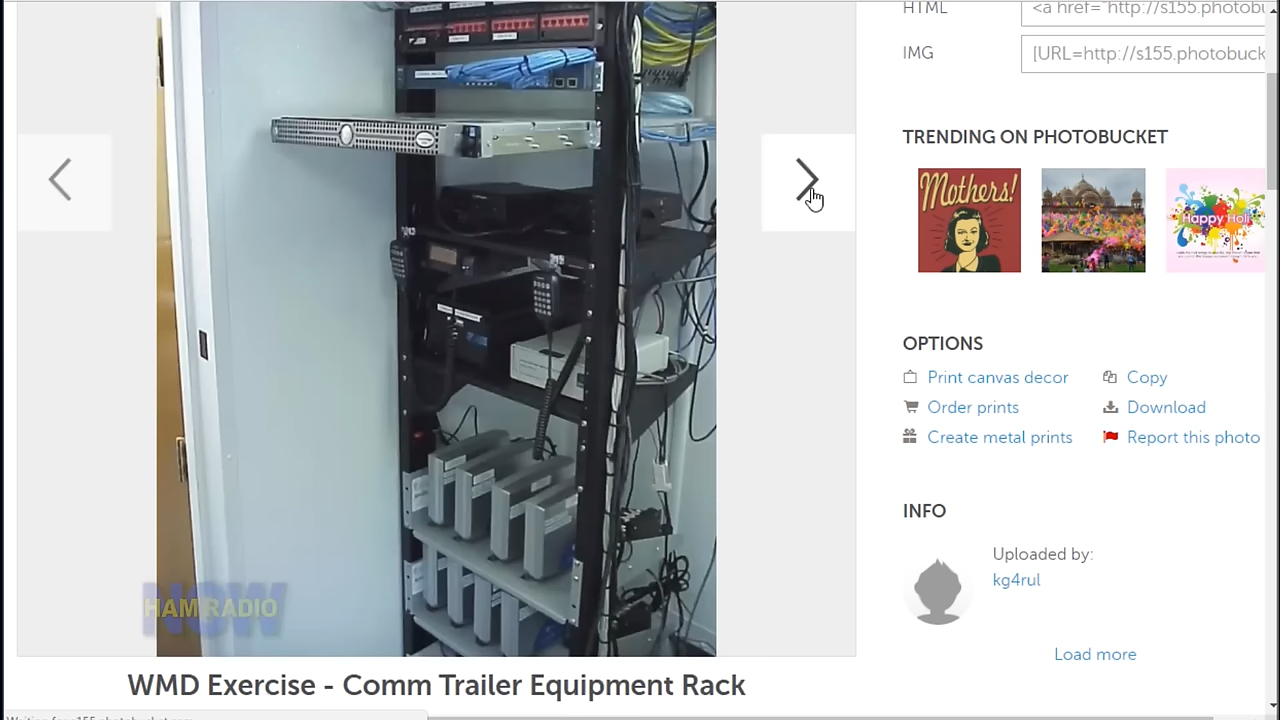 HTML
<a href="http://s155.photobu
IMG
[URL=http://s155.photobuck
TRENDING ON PHOTOBUCKET
Mothers!
Happy Holi
OPTIONS
Print canvas decor
Copy
Order prints
Download
Create metal prints
Report this photo
INFO
Uploaded by:
kg4rul
Load more
NOW
HAM RADIO
WMD Exercise - Comm Trailer Equipment Rack